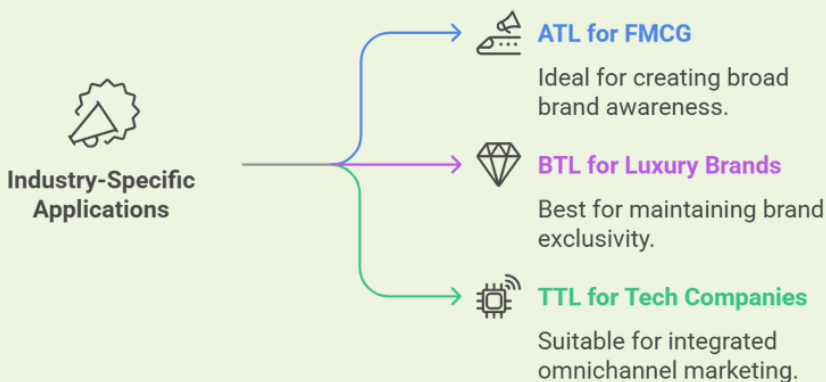 Industry-Specific
Applications
ATL for FMCG
Ideal for creating broad
brand awareness.
BTL for Luxury Brands
Best for maintaining brand
exclusivity.
TTL for Tech Companies
Suitable for integrated
omnichannel marketing.